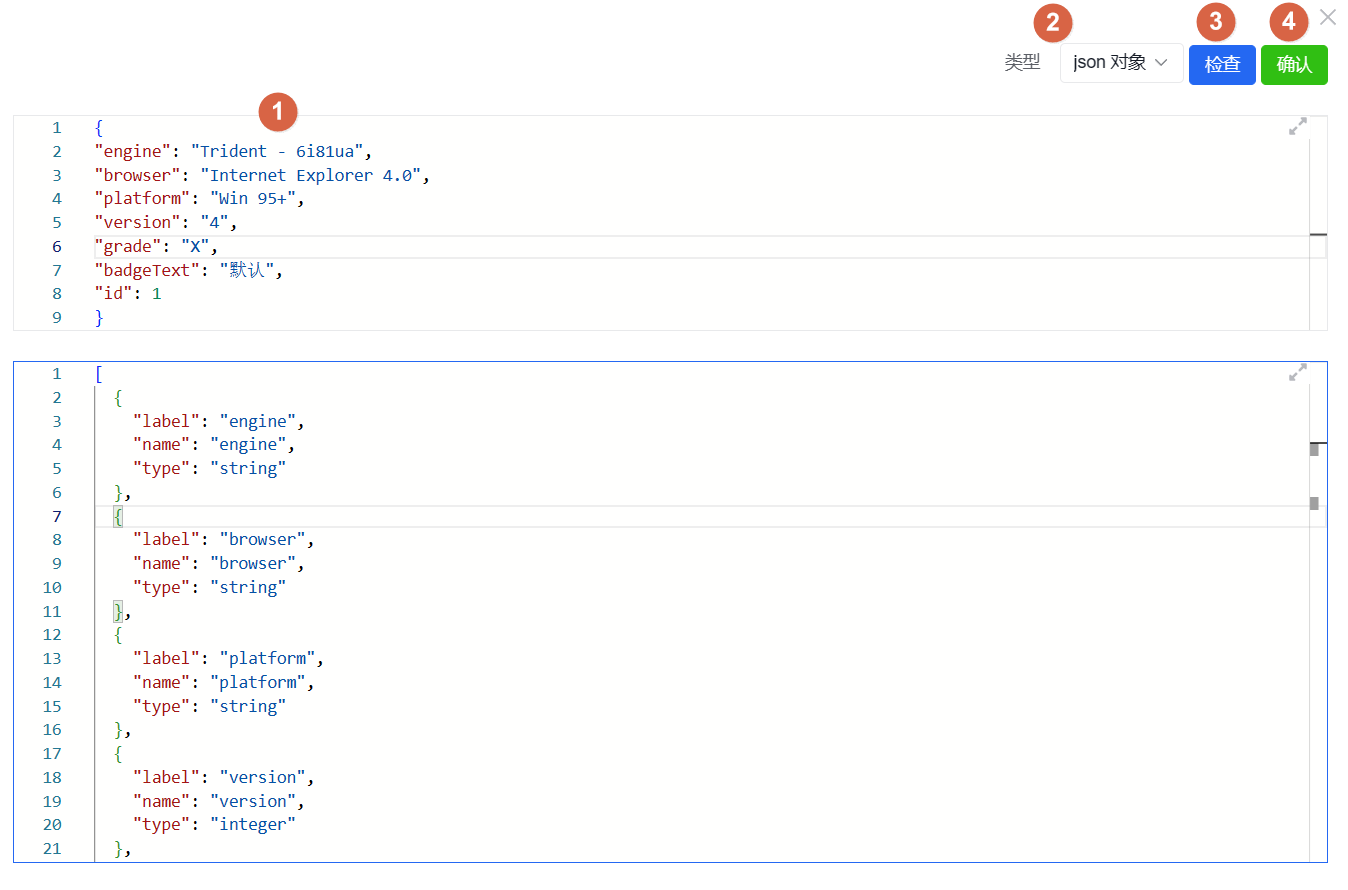 2 3 4
类型 json 对象 检查 确认
1
1 {
2 "engine": "Trident - 6i81ua",
3 "browser": "Internet Explorer 4.0",
4 "platform": "Win 95+",
5 "version": "4",
6 "grade": "X",
7 "badgeText": "默认",
8 "id": 1
9 }
1 [
2 {
3 "label": "engine",
4 "name": "engine",
5 "type": "string"
6 },
7 {
8 "label": "browser",
9 "name": "browser",
10 "type": "string"
11 },
12 {
13 "label": "platform",
14 "name": "platform",
15 "type": "string"
16 },
17 {
18 "label": "version",
19 "name": "version",
20 "type": "integer"
21 },